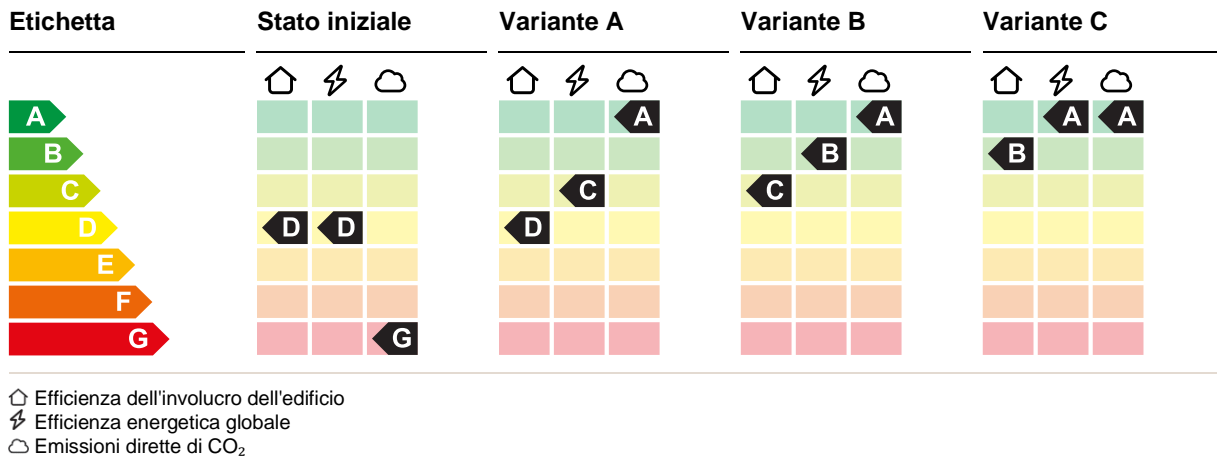 Etichetta Stato iniziale Variante A Variante B Variante C
A A A A A
B B B
C C C
D D D D
E
F
G G
Efficienza dell'involucro dell'edificio
Efficienza energetica globale
Emissioni dirette di CO₂